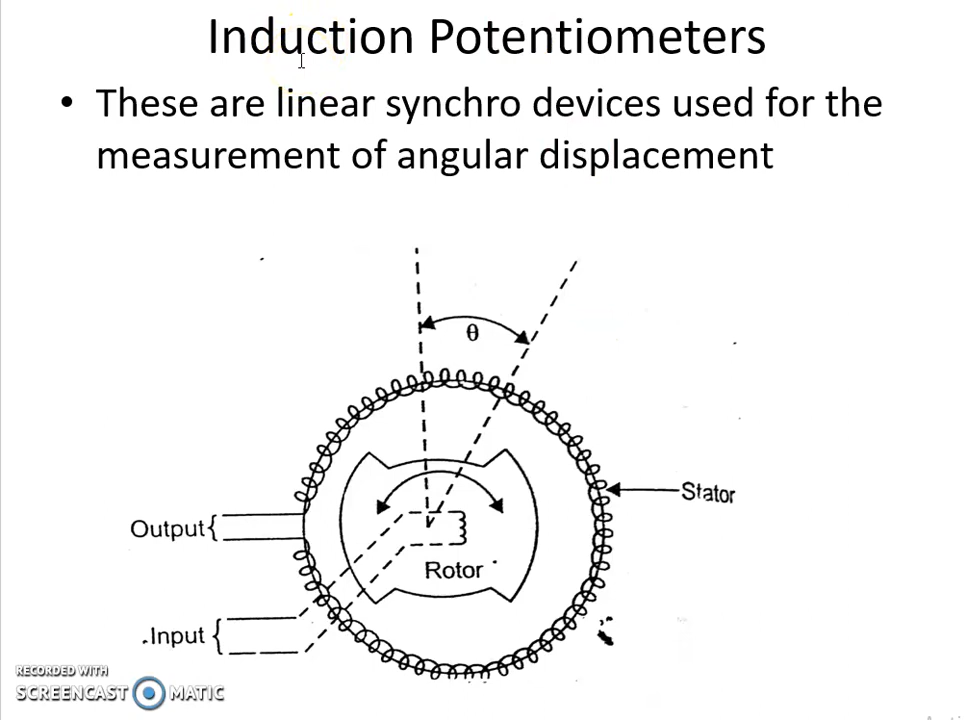 Induction Potentiometers
• These are linear synchro devices used for the
measurement of angular displacement
θ
Stator
Output
Rotor
.Input
RECORDED WITH
SCREENCAST MATIC